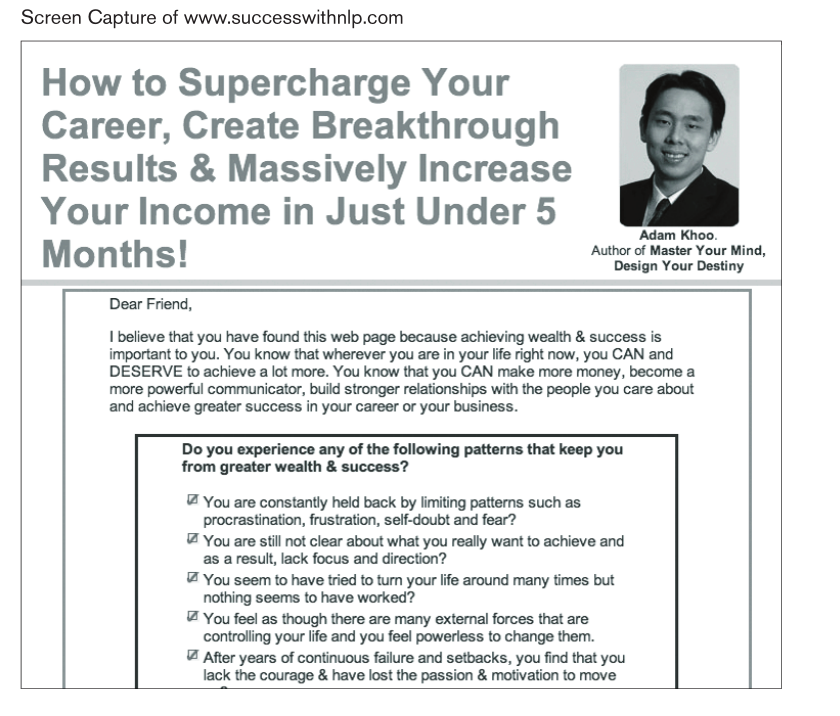 Screen Capture of www.successwithnlp.com
How to Supercharge Your
Career, Create Breakthrough
Results & Massively Increase
Your Income in Just Under 5
Months!
Adam Khoo.
Author of Master Your Mind,
Design Your Destiny
Dear Friend,
I believe that you have found this web page because achieving wealth & success is
important to you. You know that wherever you are in your life right now, you CAN and
DESERVE to achieve a lot more. You know that you CAN make more money, become a
more powerful communicator, build stronger relationships with the people you care about
and achieve greater success in your career or your business.
Do you experience any of the following patterns that keep you
from greater wealth & success?
You are constantly held back by limiting patterns such as
procrastination, frustration, self-doubt and fear?
You are still not clear about what you really want to achieve and
as a result, lack focus and direction?
You seem to have tried to turn your life around many times but
nothing seems to have worked?
You feel as though there are many external forces that are
controlling your life and you feel powerless to change them.
After years of continuous failure and setbacks, you find that you
lack the courage & have lost the passion & motivation to move